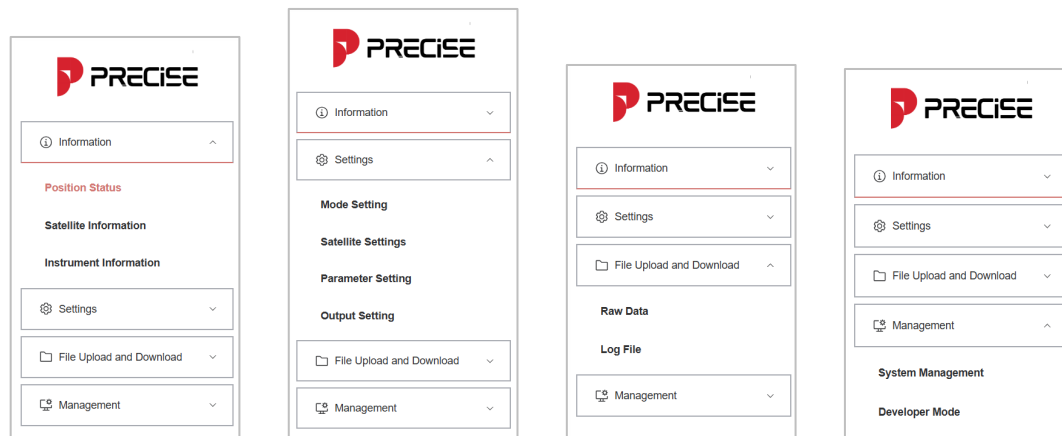 PRECISE
Information
Position Status
Satellite Information
Instrument Information
Settings
File Upload and Download
Management
PRECISE
Information
Settings
Mode Setting
Satellite Settings
Parameter Setting
Output Setting
File Upload and Download
Management
PRECISE
Information
Settings
File Upload and Download
Raw Data
Log File
Management
PRECISE
Information
Settings
File Upload and Download
Management
System Management
Developer Mode